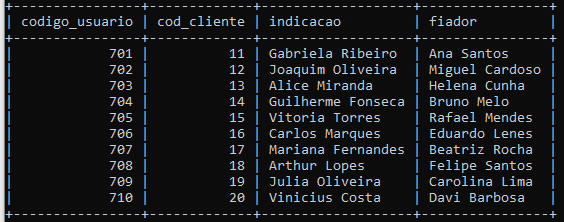 codigo_usuario | cod_cliente | indicacao | fiador
701 | 11 | Gabriela Ribeiro | Ana Santos
702 | 12 | Joaquim Oliveira | Miguel Cardoso
703 | 13 | Alice Miranda | Helena Cunha
704 | 14 | Guilherme Fonseca | Bruno Melo
705 | 15 | Vitoria Torres | Rafael Mendes
706 | 16 | Carlos Marques | Eduardo Lenes
707 | 17 | Mariana Fernandes | Beatriz Rocha
708 | 18 | Arthur Lopes | Felipe Santos
709 | 19 | Julia Oliveira | Carolina Lima
710 | 20 | Vinicius Costa | Davi Barbosa